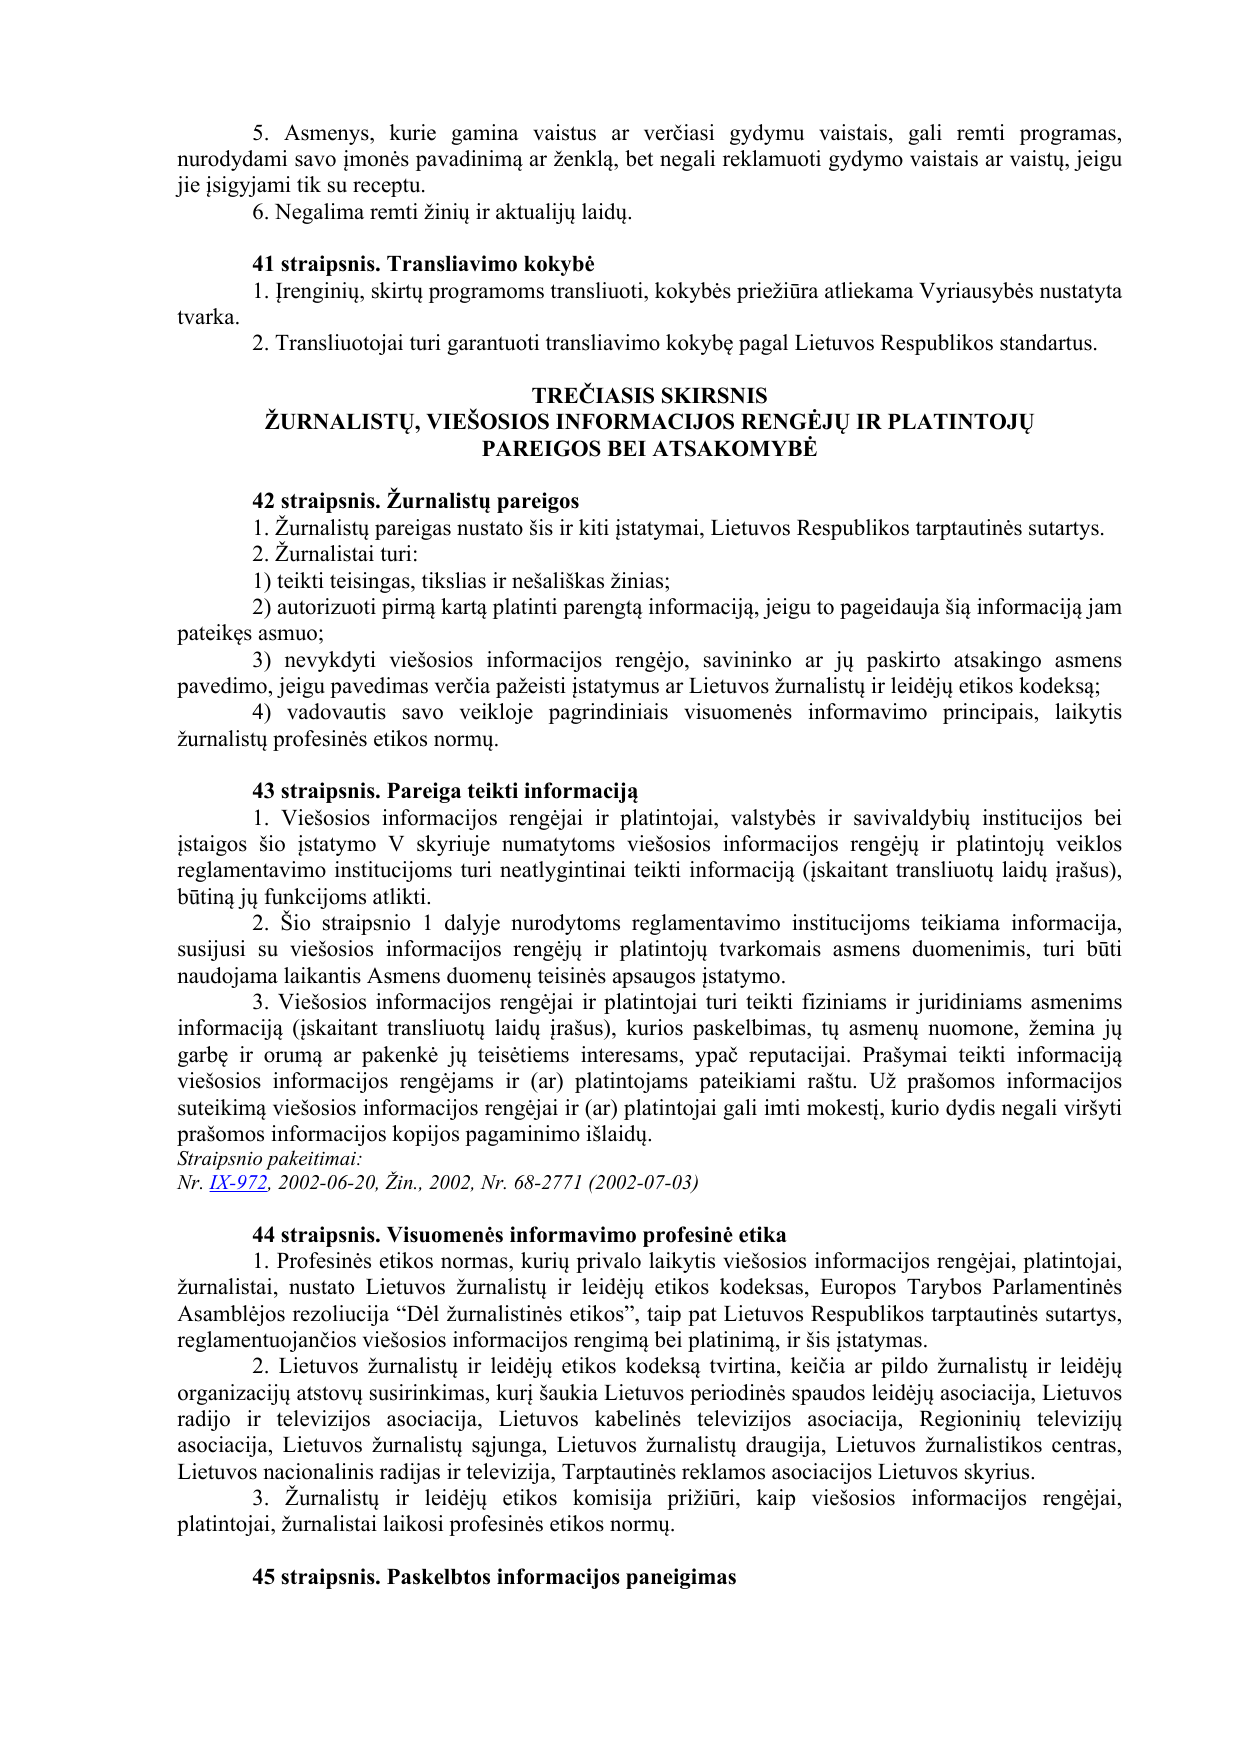 5. Asmenys, kurie gamina vaistus ar verčiasi gydymu vaistais, gali remti programas,
nurodydami savo įmonės pavadinimą ar ženklą, bet negali reklamuoti gydymo vaistais ar vaistų, jeigu
jie įsigyjami tik su receptu.
6. Negalima remti žinių ir aktualijų laidų.
41 straipsnis. Transliavimo kokybė
1. Įrenginių, skirtų programoms transliuoti, kokybės priežiūra atliekama Vyriausybės nustatyta
tvarka.
2. Transliuotojai turi garantuoti transliavimo kokybę pagal Lietuvos Respublikos standartus.
TREČIASIS SKIRSNIS
ŽURNALISTŲ, VIEŠOSIOS INFORMACIJOS RENGĖJŲ IR PLATINTOJŲ
PAREIGOS BEI ATSAKOMYBĖ
42 straipsnis. Žurnalistų pareigos
1. Žurnalistų pareigas nustato šis ir kiti įstatymai, Lietuvos Respublikos tarptautinės sutartys.
2. Žurnalistai turi:
1) teikti teisingas, tikslias ir nešališkas žinias;
2) autorizuoti pirmą kartą platinti parengtą informaciją, jeigu to pageidauja šią informaciją jam
pateikęs asmuo;
3) nevykdyti viešosios informacijos rengėjo, savininko ar jų paskirto atsakingo asmens
pavedimo, jeigu pavedimas verčia pažeisti įstatymus ar Lietuvos žurnalistų ir leidėjų etikos kodeksą;
4) vadovautis savo veikloje pagrindiniais visuomenės informavimo principais, laikytis
žurnalistų profesinės etikos normų.
43 straipsnis. Pareiga teikti informaciją
1. Viešosios informacijos rengėjai ir platintojai, valstybės ir savivaldybių institucijos bei
įstaigos šio įstatymo V skyriuje numatytoms viešosios informacijos rengėjų ir platintojų veiklos
reglamentavimo institucijoms turi neatlygintinai teikti informaciją (įskaitant transliuotų laidų įrašus),
būtiną jų funkcijoms atlikti.
2. Šio straipsnio 1 dalyje nurodytoms reglamentavimo institucijoms teikiama informacija,
susijusi su viešosios informacijos rengėjų ir platintojų tvarkomais asmens duomenimis, turi būti
naudojama laikantis Asmens duomenų teisinės apsaugos įstatymo.
3. Viešosios informacijos rengėjai ir platintojai turi teikti fiziniams ir juridiniams asmenims
informaciją (įskaitant transliuotų laidų įrašus), kurios paskelbimas, tų asmenų nuomone, žemina jų
garbę ir orumą ar pakenkė jų teisėtiems interesams, ypač reputacijai. Prašymai teikti informaciją
viešosios informacijos rengėjams ir (ar) platintojams pateikiami raštu. Už prašomos informacijos
suteikimą viešosios informacijos rengėjai ir (ar) platintojai gali imti mokestį, kurio dydis negali viršyti
prašomos informacijos kopijos pagaminimo išlaidų.
Straipsnio pakeitimai:
Nr. IX-972, 2002-06-20, Žin., 2002, Nr. 68-2771 (2002-07-03)
44 straipsnis. Visuomenės informavimo profesinė etika
1. Profesinės etikos normas, kurių privalo laikytis viešosios informacijos rengėjai, platintojai,
žurnalistai, nustato Lietuvos žurnalistų ir leidėjų etikos kodeksas, Europos Tarybos Parlamentinės
Asamblėjos rezoliucija “Dėl žurnalistinės etikos”, taip pat Lietuvos Respublikos tarptautinės sutartys,
reglamentuojančios viešosios informacijos rengimą bei platinimą, ir šis įstatymas.
2. Lietuvos žurnalistų ir leidėjų etikos kodeksą tvirtina, keičia ar pildo žurnalistų ir leidėjų
organizacijų atstovų susirinkimas, kurį šaukia Lietuvos periodinės spaudos leidėjų asociacija, Lietuvos
radijo ir televizijos asociacija, Lietuvos kabelinės televizijos asociacija, Regioninių televizijų
asociacija, Lietuvos žurnalistų sąjunga, Lietuvos žurnalistų draugija, Lietuvos žurnalistikos centras,
Lietuvos nacionalinis radijas ir televizija, Tarptautinės reklamos asociacijos Lietuvos skyrius.
3. Žurnalistų ir leidėjų etikos komisija prižiūri, kaip viešosios informacijos rengėjai,
platintojai, žurnalistai laikosi profesinės etikos normų.
45 straipsnis. Paskelbtos informacijos paneigimas